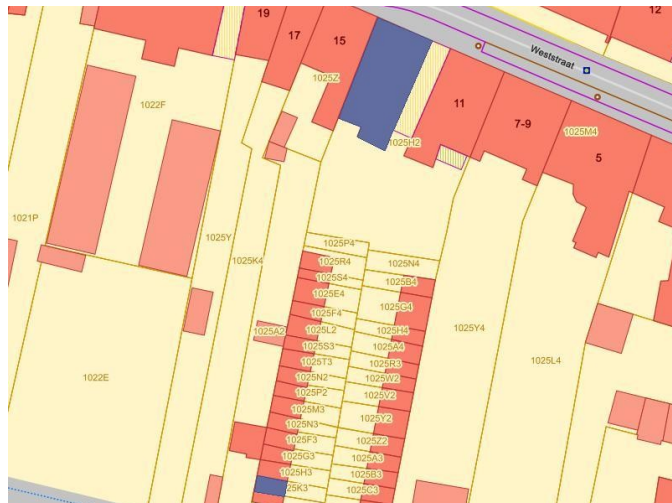 19
17
15
12
Weststraat
1025Z
1022F
11
7-9
1025M4
1025H2
5
1021P
1025Y
1025P4
1025K4
1025R4
1025N4
1025S4
1025B4
1025E4
1025G4
1025F4
1025A2
1025L2
1025H4
1025Y4
1025S3
1025A4
1025T3
1025R3
1025L4
1022E
1025N2
1025W2
1025P2
1025V2
1025M3
1025Y2
1025N3
1025F3
1025Z2
1025G3
1025A3
1025H3
1025B3
25K3
1025C3